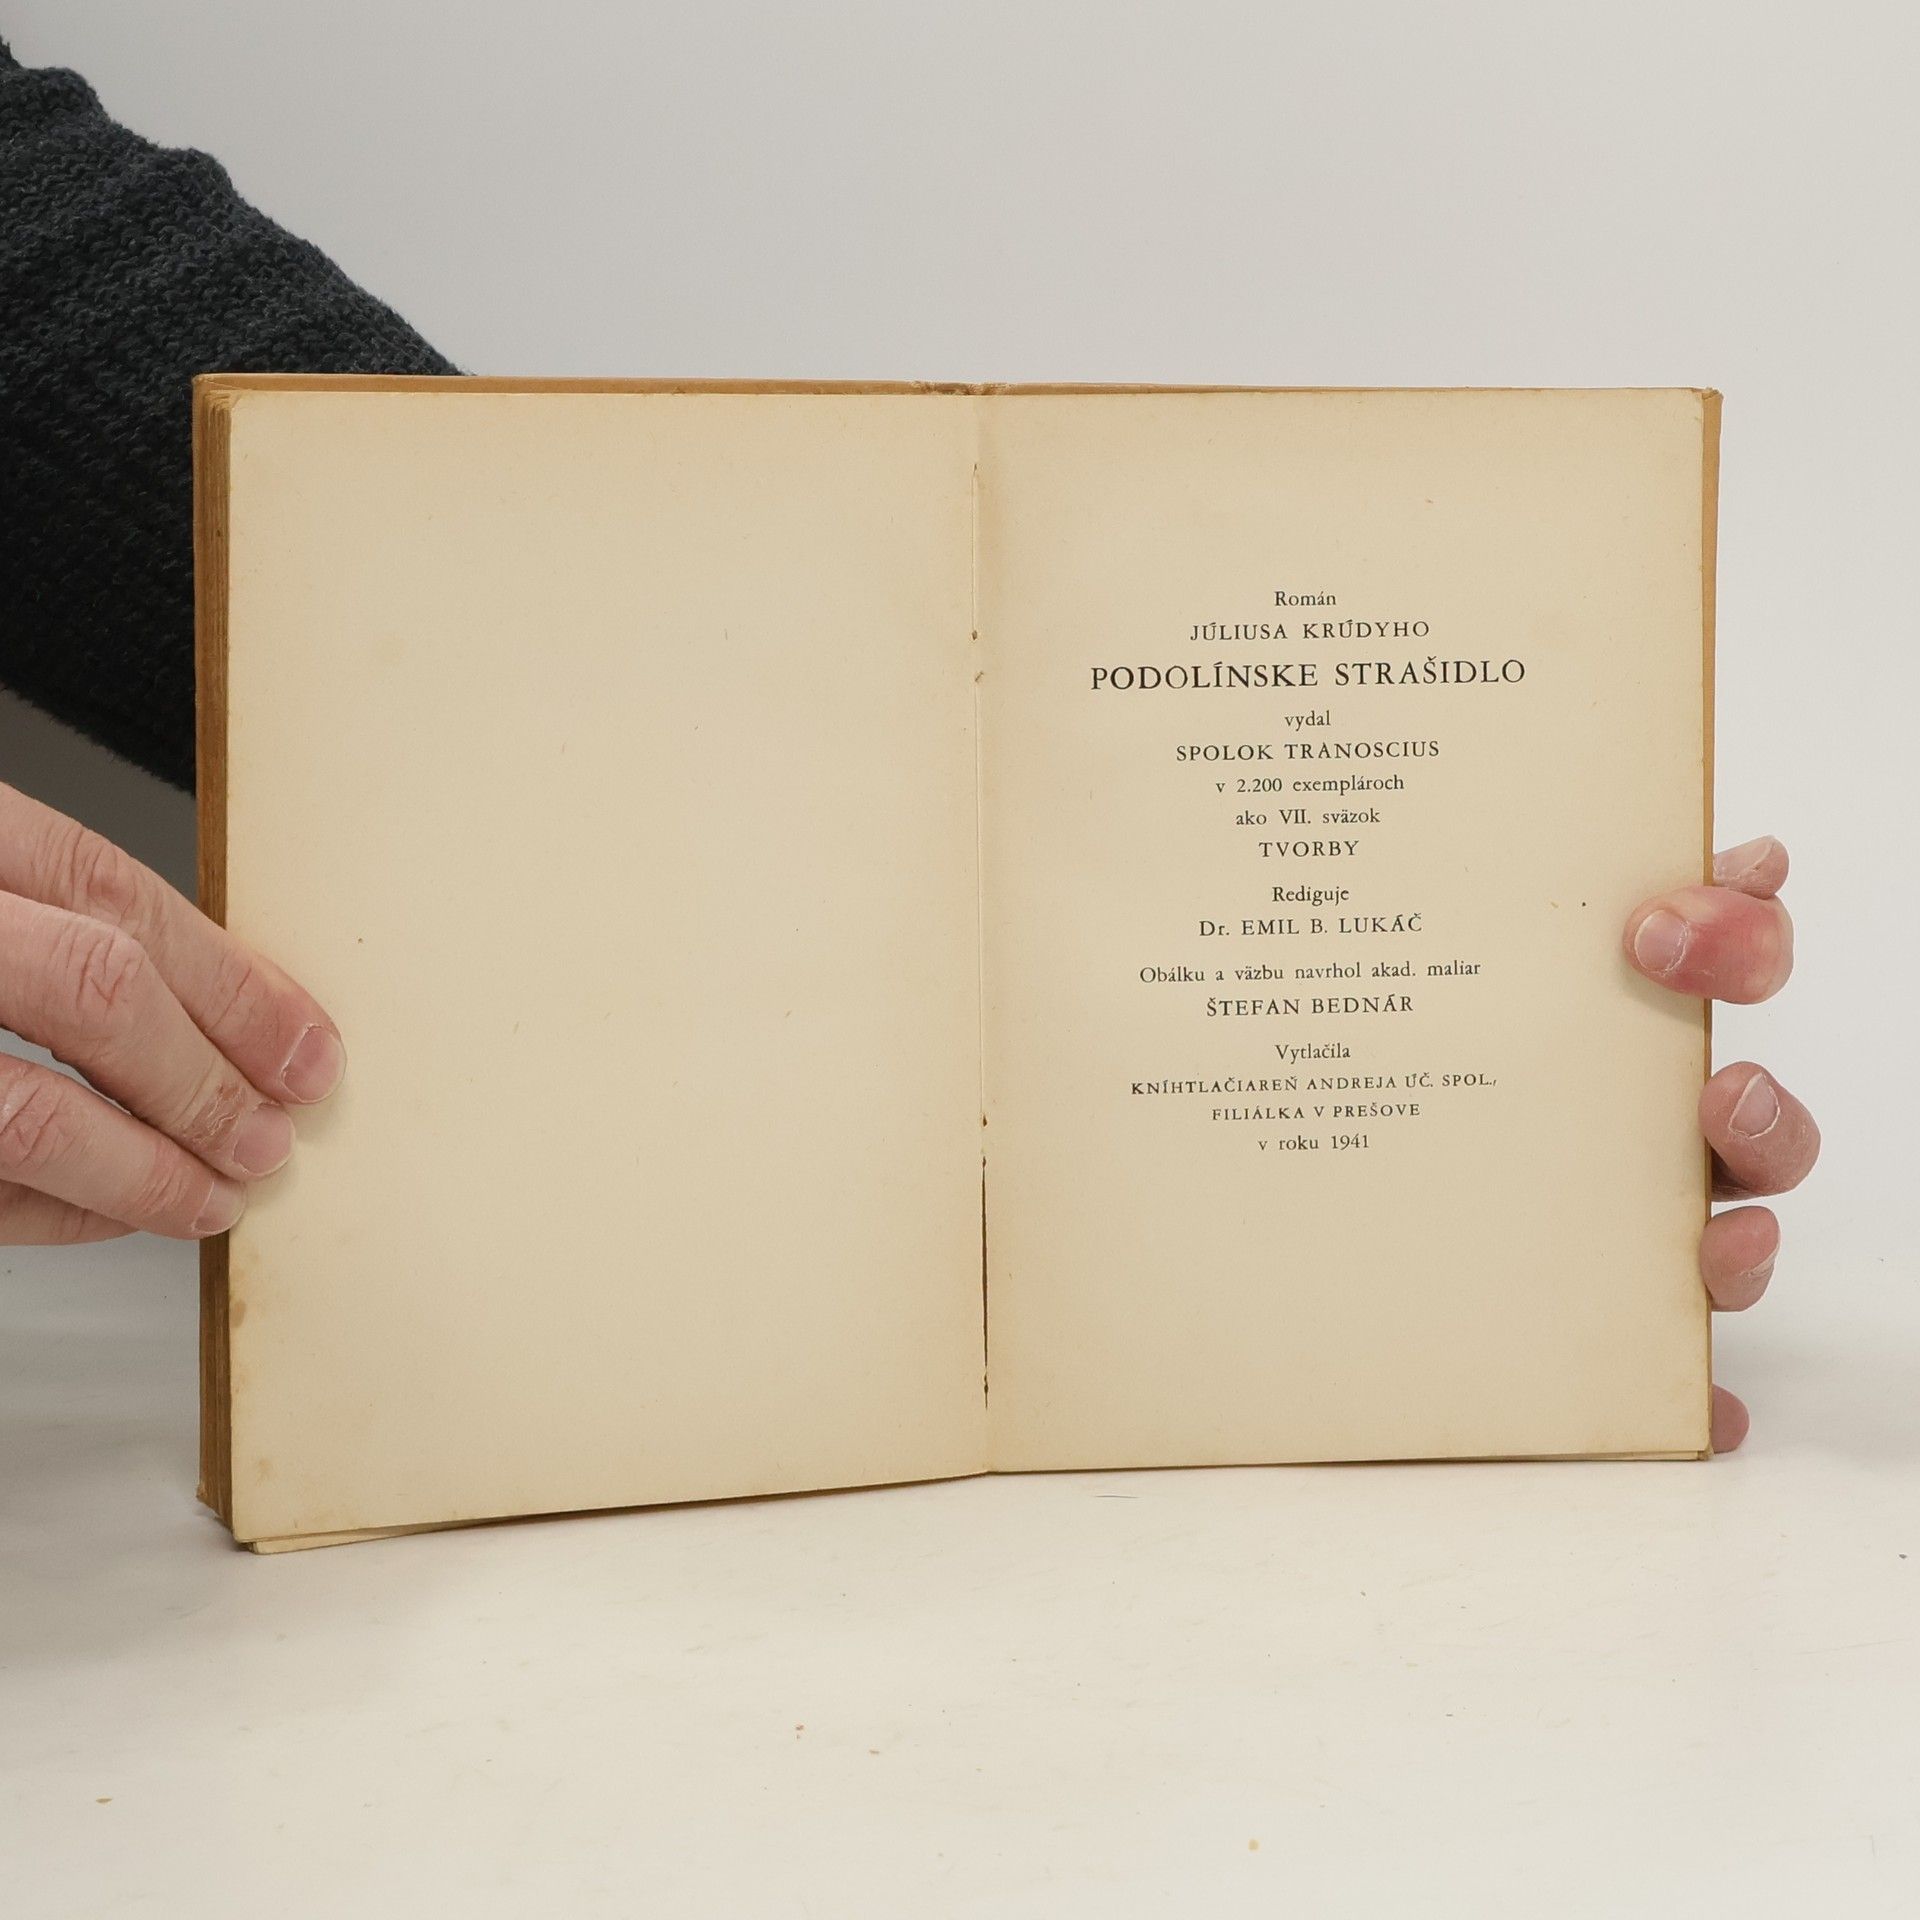 Román
JÚLIUSA KRÚDYHO
PODOLÍNSKE STRAŠIDLO
vydal
SPOLOK TRANOSCIUS
v 2.200 exemplároch
ako VII. sväzok
TVORBY
Rediguje
Dr. EMIL B. LUKÁČ
Obálku a väzbu navrhol akad. maliar
ŠTEFAN BEDNÁR
Vytlačila
KNÍHTLAČIAREŇ ANDREJA ÚČ. SPOL.,
FILIÁLKA V PREŠOVE
v roku 1941